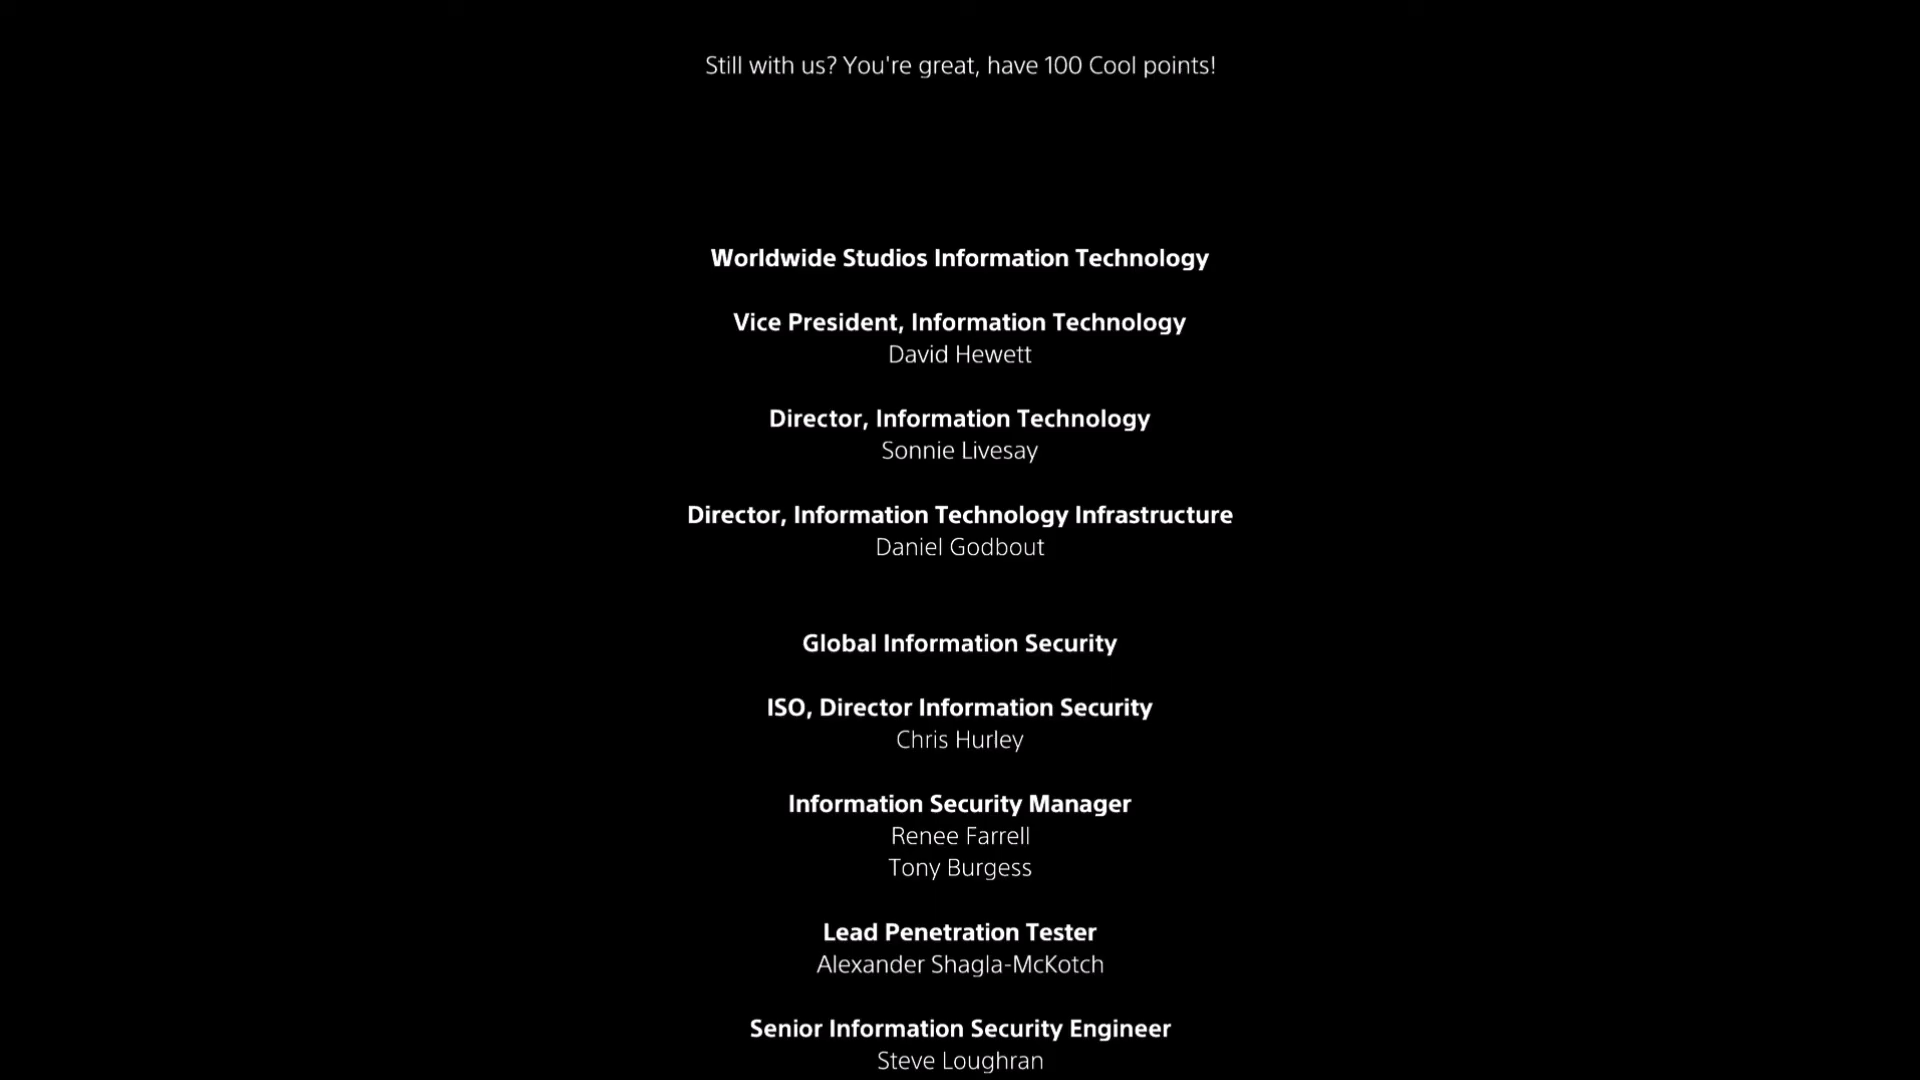 Still with us? You're great, have 100 Cool points!
Worldwide Studios Information Technology
Vice President, Information Technology
David Hewett
Director, Information Technology
Sonnie Livesay
Director, Information Technology Infrastructure
Daniel Godbout
Global Information Security
ISO, Director Information Security
Chris Hurley
Information Security Manager
Renee Farrell
Tony Burgess
Lead Penetration Tester
Alexander Shagla-McKotch
Senior Information Security Engineer
Steve Loughran